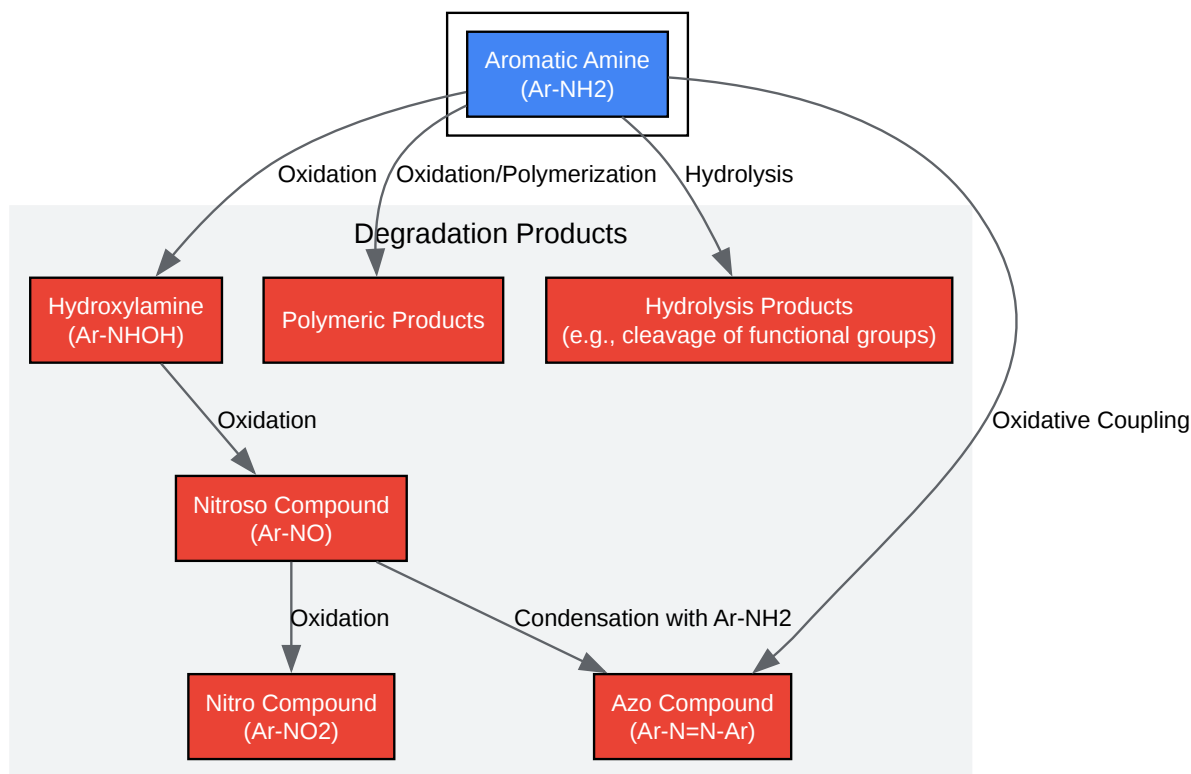 Aromatic Amine
(Ar-NH2)
Oxidation
Oxidation/Polymerization
Hydrolysis
Degradation Products
Hydroxylamine
(Ar-NHOH)
Polymeric Products
Hydrolysis Products
(e.g., cleavage of functional groups)
Oxidation
Oxidative Coupling
Nitroso Compound
(Ar-NO)
Oxidation
Condensation with Ar-NH2
Nitro Compound
(Ar-NO2)
Azo Compound
(Ar-N=N-Ar)